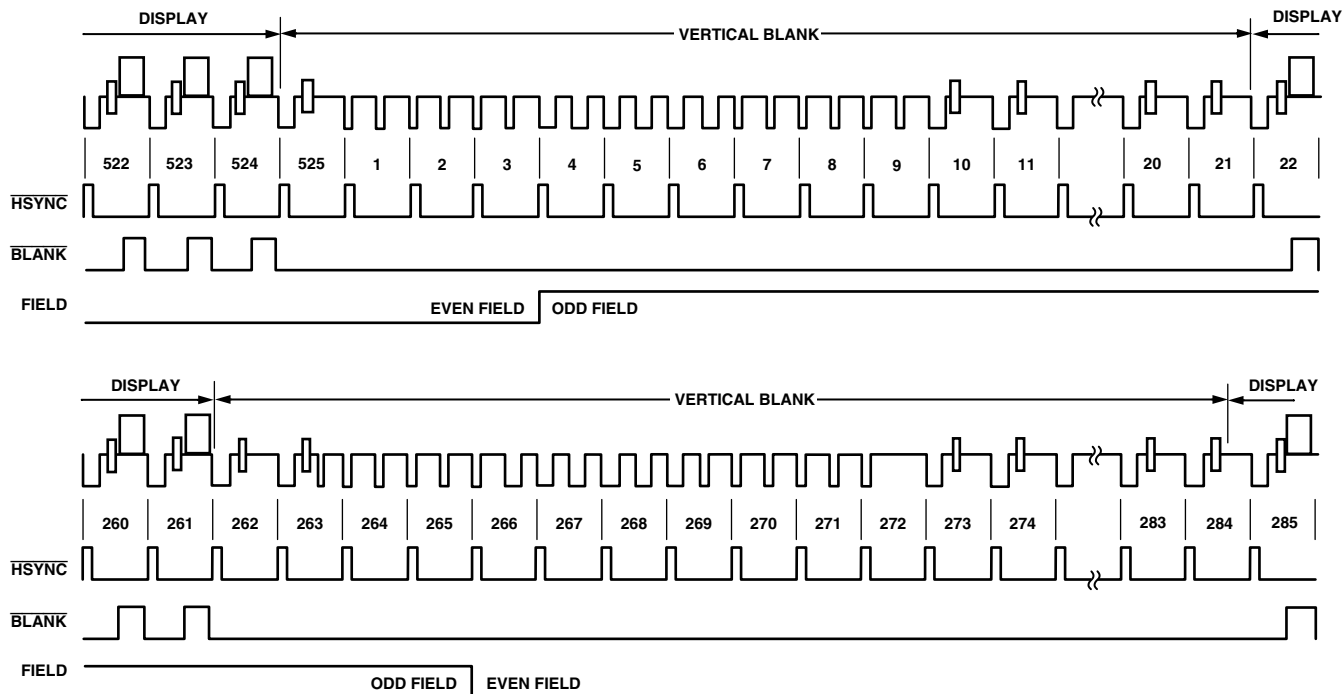 DISPLAY VERTICAL BLANK DISPLAY
522 523 524 525 1 2 3 4 5 6 7 8 9 10 11 20 21 22
HSYNC
BLANK
FIELD EVEN FIELD ODD FIELD
DISPLAY VERTICAL BLANK DISPLAY
260 261 262 263 264 265 266 267 268 269 270 271 272 273 274 283 284 285
HSYNC
BLANK
FIELD ODD FIELD EVEN FIELD